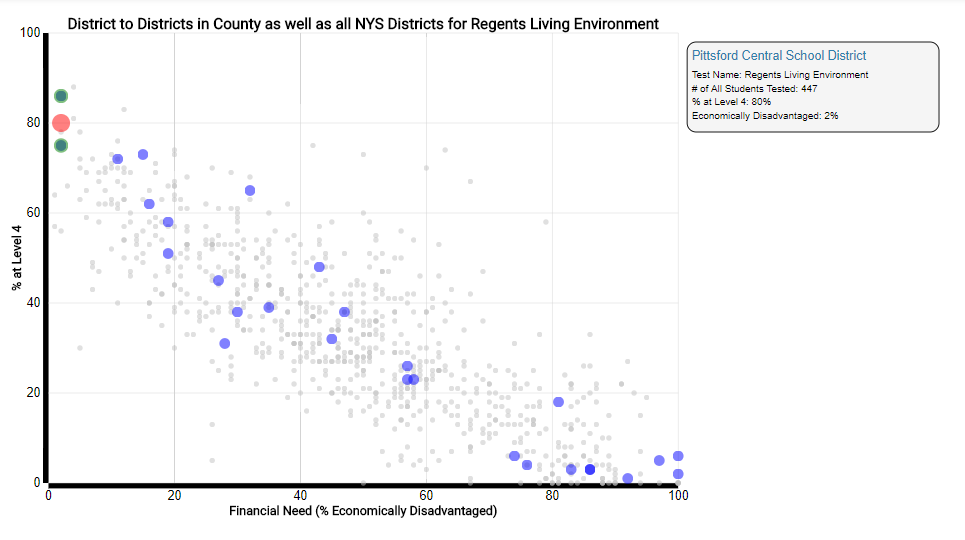 District to Districts in County as well as all NYS Districts for Regents Living Environment
Pittsford Central School District
Test Name: Regents Living Environment
# of All Students Tested: 447
% at Level 4: 80%
Economically Disadvantaged: 2%
% at Level 4
100
80
60
40
20
0
0 20 40 60 80 100
Financial Need (% Economically Disadvantaged)